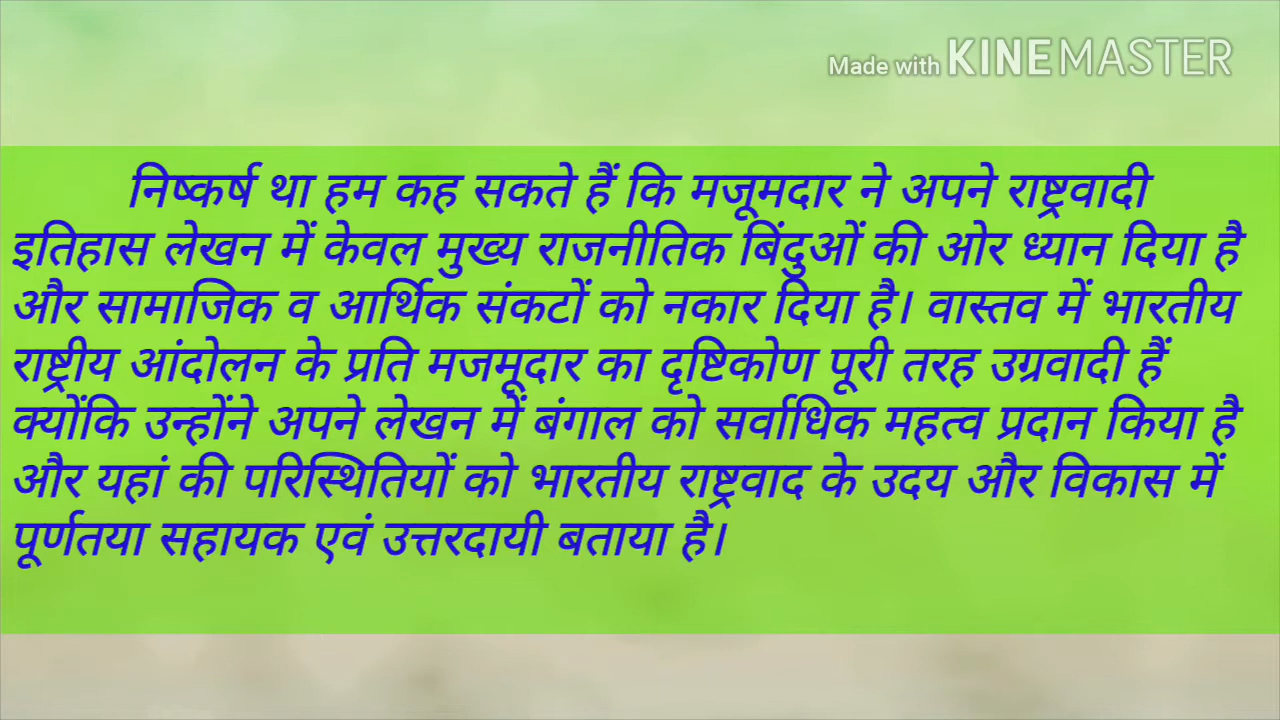 Made with KINEMASTER
निष्कर्ष था हम कह सकते हैं कि मजूमदार ने अपने राष्ट्रवादी
इतिहास लेखन में केवल मुख्य राजनीतिक बिंदुओं की ओर ध्यान दिया है
और सामाजिक व आर्थिक संकटों को नकार दिया है। वास्तव में भारतीय
राष्ट्रीय आंदोलन के प्रति मजमूदार का दृष्टिकोण पूरी तरह उग्रवादी हैं
क्योंकि उन्होंने अपने लेखन में बंगाल को सर्वाधिक महत्व प्रदान किया है
और यहां की परिस्थितियों को भारतीय राष्ट्रवाद के उदय और विकास में
पूर्णतया सहायक एवं उत्तरदायी बताया है।